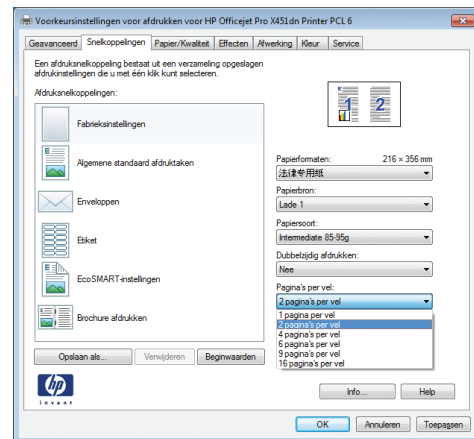 Voorkeursinstellingen voor afdrukken voor HP Officejet Pro X451dn Printer PCL 6
Geavanceerd Snelkoppelingen Papier/Kwaliteit Effecten Afwerking Kleur Service
Een afdruksnelkoppeling bestaat uit een verzameling opgeslagen
afdrukinstellingen die u met één klik kunt selecteren.
Afdruksnelkoppelingen:
Fabrieksinstellingen
Algemene standaard afdruktaken
Enveloppen
Etiket
EcoSMART-instellingen
Brochure afdrukken
Opslaan als... Verwijderen Beginwaarden
1 2
Papierformaten: 216 × 356 mm
法律专用纸
Papierbron:
Lade 1
Papiersoort:
Intermediate 85-95g
Dubbelzijdig afdrukken:
Nee
Pagina's per vel:
2 pagina's per vel
1 pagina per vel
2 pagina's per vel
4 pagina's per vel
6 pagina's per vel
9 pagina's per vel
16 pagina's per vel
hp
invent
Info... Help
OK Annuleren Toepassen